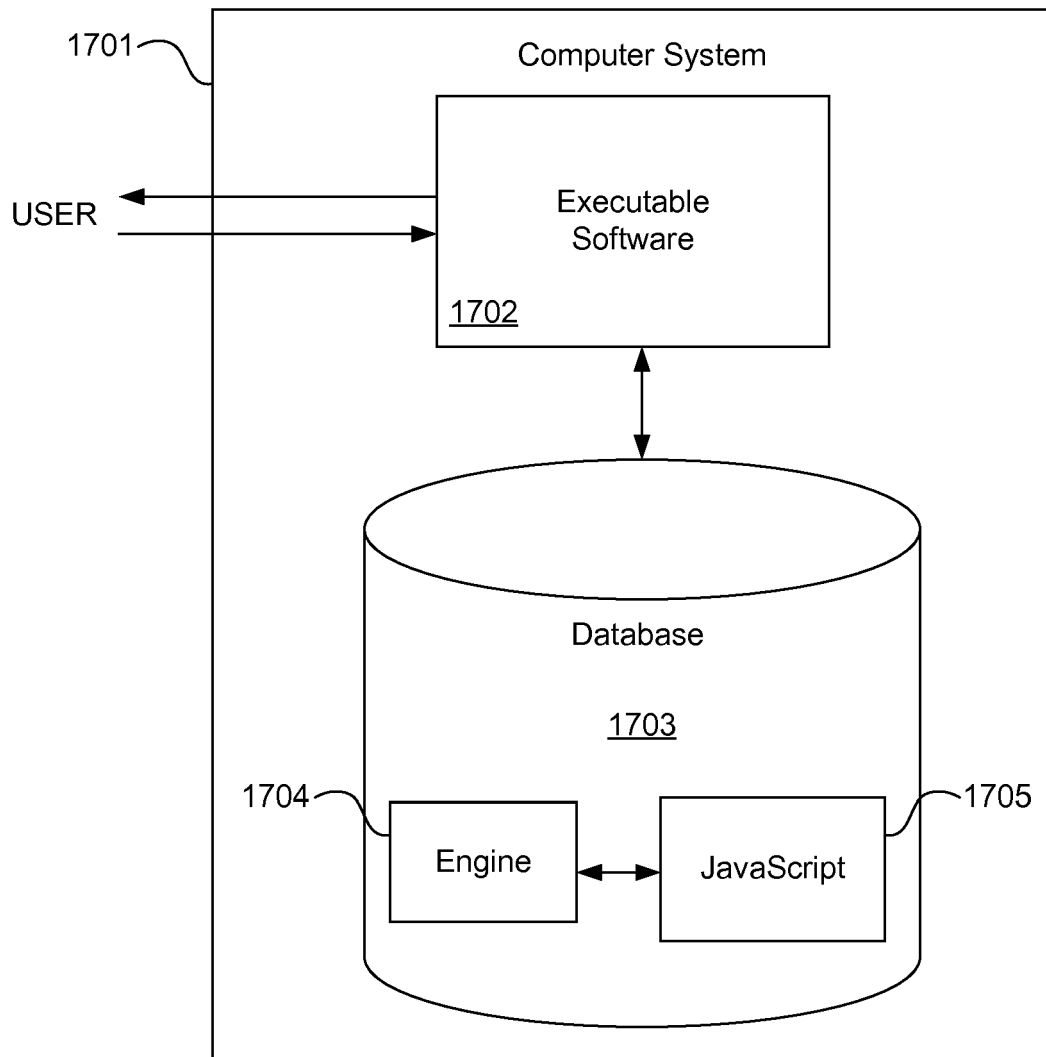 1701
Computer System
USER
Executable
Software
1702
Database
1703
1704
1705
Engine
JavaScript